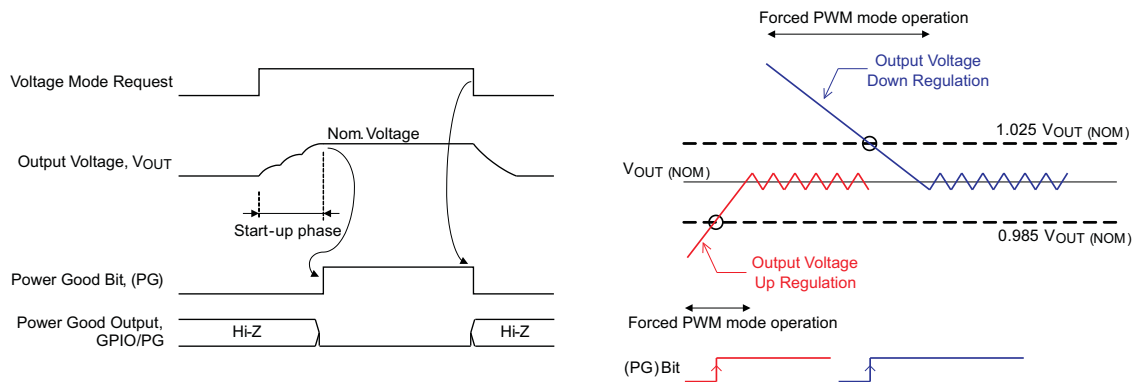 Voltage Mode Request
Nom. Voltage
Output Voltage, VOUT
Start-up phase
Power Good Bit, (PG)
Power Good Output,
GPIO/PG
Hi-Z
Hi-Z
Forced PWM mode operation
Output Voltage
Down Regulation
1.025 VOUT (NOM)
VOUT (NOM)
0.985 VOUT (NOM)
Output Voltage
Up Regulation
Forced PWM mode operation
(PG) Bit